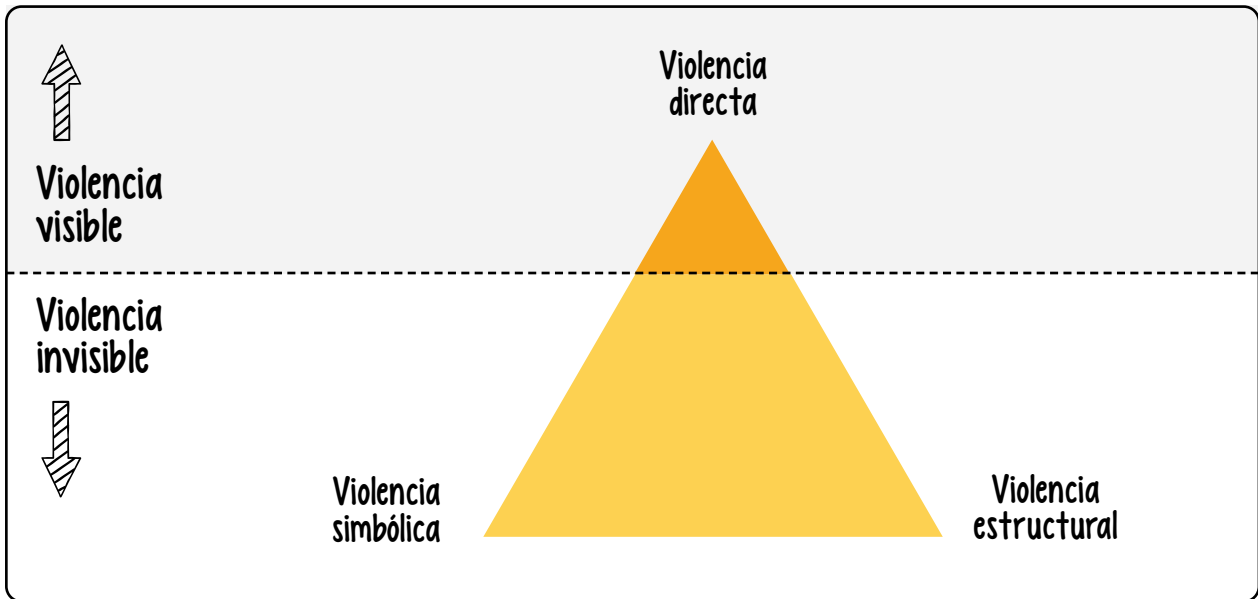 Violencia
directa
Violencia
visible
Violencia
invisible
Violencia
simbólica
Violencia
estructural